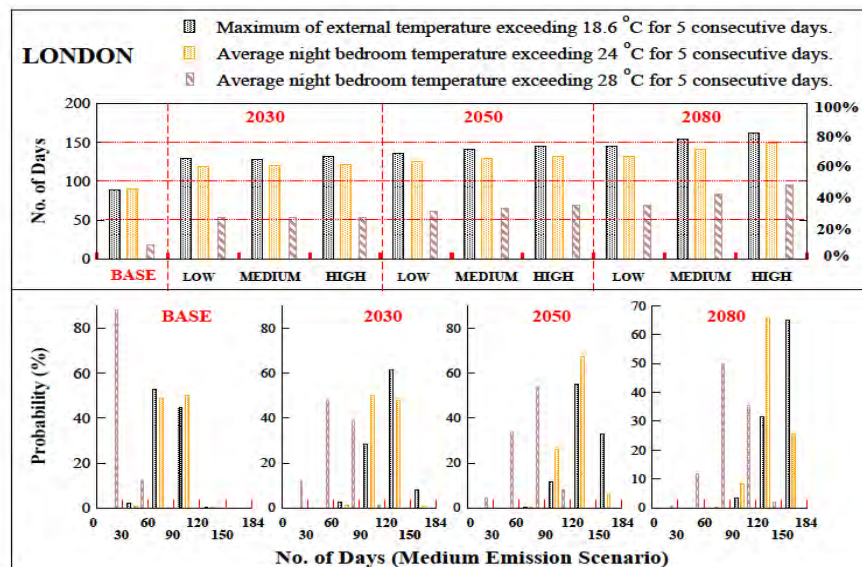 LONDON
Maximum of external temperature exceeding 18.6 °C for 5 consecutive days.
Average night bedroom temperature exceeding 24 °C for 5 consecutive days.
Average night bedroom temperature exceeding 28 °C for 5 consecutive days.
No. of Days
200
150
100
50
0
2030
2050
2080
100%
80%
60%
40%
20%
0%
BASE LOW MEDIUM HIGH LOW MEDIUM HIGH LOW MEDIUM HIGH
Probability (%)
BASE
80
60
40
20
0
0 60 120 184
30 90 150
2030
80
60
40
20
0
0 60 120 184
30 90 150
2050
80
60
40
20
0
0 60 120 184
30 90 150
2080
70
60
50
40
30
20
10
0
0 60 120 184
30 90 150
No. of Days (Medium Emission Scenario)